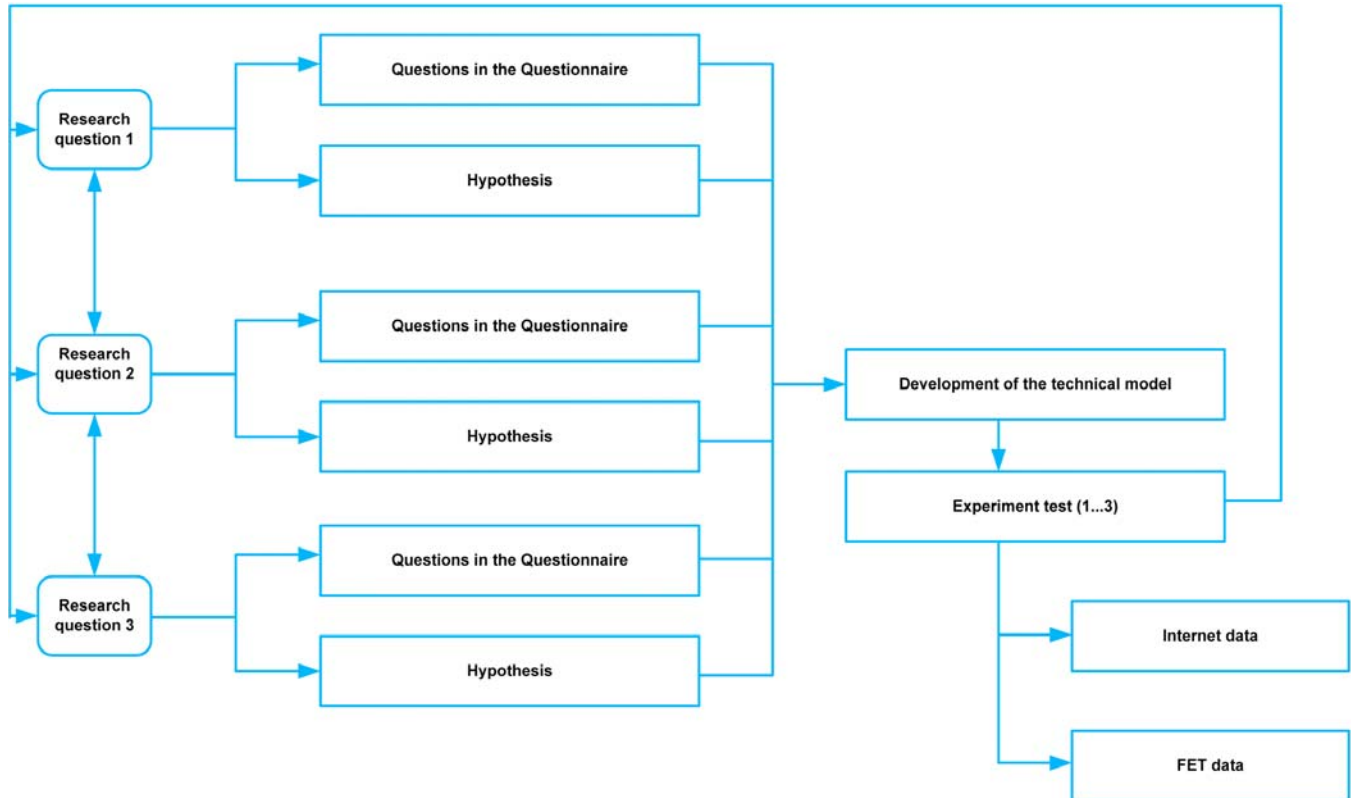 Research
question 1
Questions in the Questionnaire
Hypothesis
Research
question 2
Questions in the Questionnaire
Hypothesis
Research
question 3
Questions in the Questionnaire
Hypothesis
Development of the technical model
Experiment test (1...3)
Internet data
FET data